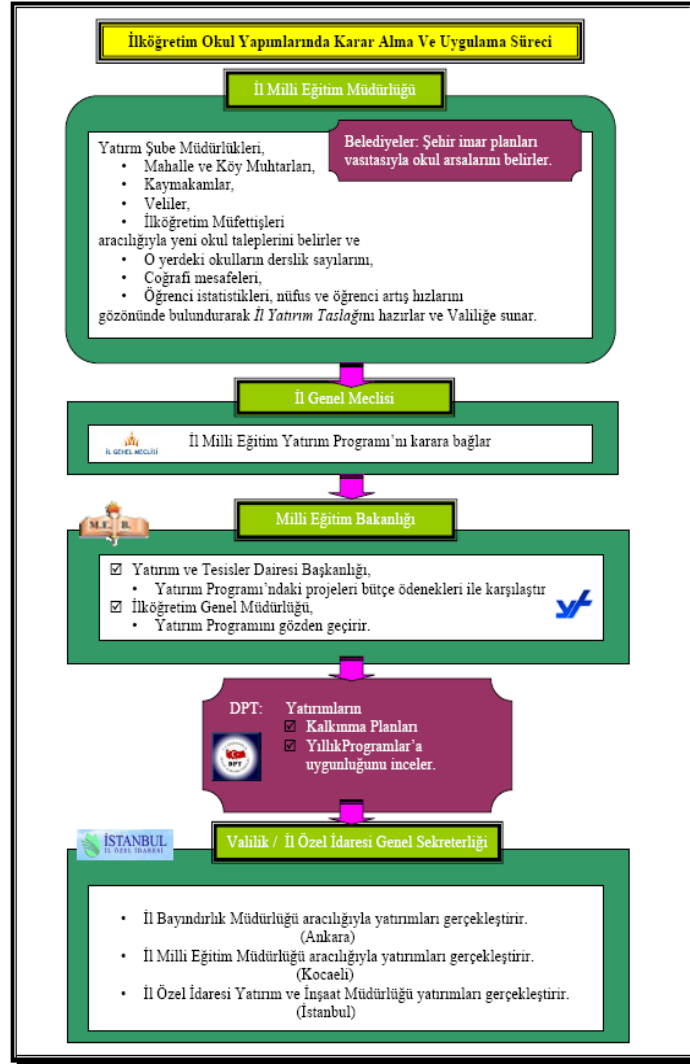 İlköğretim Okul Yapımlarında Karar Alma Ve Uygulama Süreci
İl Milli Eğitim Müdürlüğü
Belediyeler: Şehir imar planları
vasıtasıyla okul arsalarını belirler.
Yatırım Şube Müdürlükleri,
• Mahalle ve Köy Muhtarları,
• Kaymakamlar,
• Veliler,
• İlköğretim Müfettişleri
aracılığıyla yeni okul taleplerini belirler ve
• O yerdeki okulların derslik sayılarını,
• Coğrafi mesafeleri,
• Öğrenci istatistikleri, nüfus ve öğrenci artış hızlarını
gözönünde bulundurarak İl Yatırım Taslağını hazırlar ve Valiliğe sunar.
İl Genel Meclisi
İL GENEL MECLİSİ
İl Milli Eğitim Yatırım Programı’nı karara bağlar
M.E. B.
Milli Eğitim Bakanlığı
☑ Yatırım ve Tesisler Dairesi Başkanlığı,
• Yatırım Programı’ndaki projeleri bütçe ödenekleri ile karşılaştır
☑ İlköğretim Genel Müdürlüğü,
• Yatırım Programını gözden geçirir.
DPT: Yatırımların
☑ Kalkınma Planları
☑ YıllıkProgramlar’a
uygunluğunu inceler.
DPT
İSTANBUL
İL ÖZEL İDARESİ
Valilik / İl Özel İdaresi Genel Sekreterliği
• İl Bayındırlık Müdürlüğü aracılığıyla yatırımları gerçekleştirir.
(Ankara)
• İl Milli Eğitim Müdürlüğü aracılığıyla yatırımları gerçekleştirir.
(Kocaeli)
• İl Özel İdaresi Yatırım ve İnşaat Müdürlüğü yatırımları gerçekleştirir.
(İstanbul)